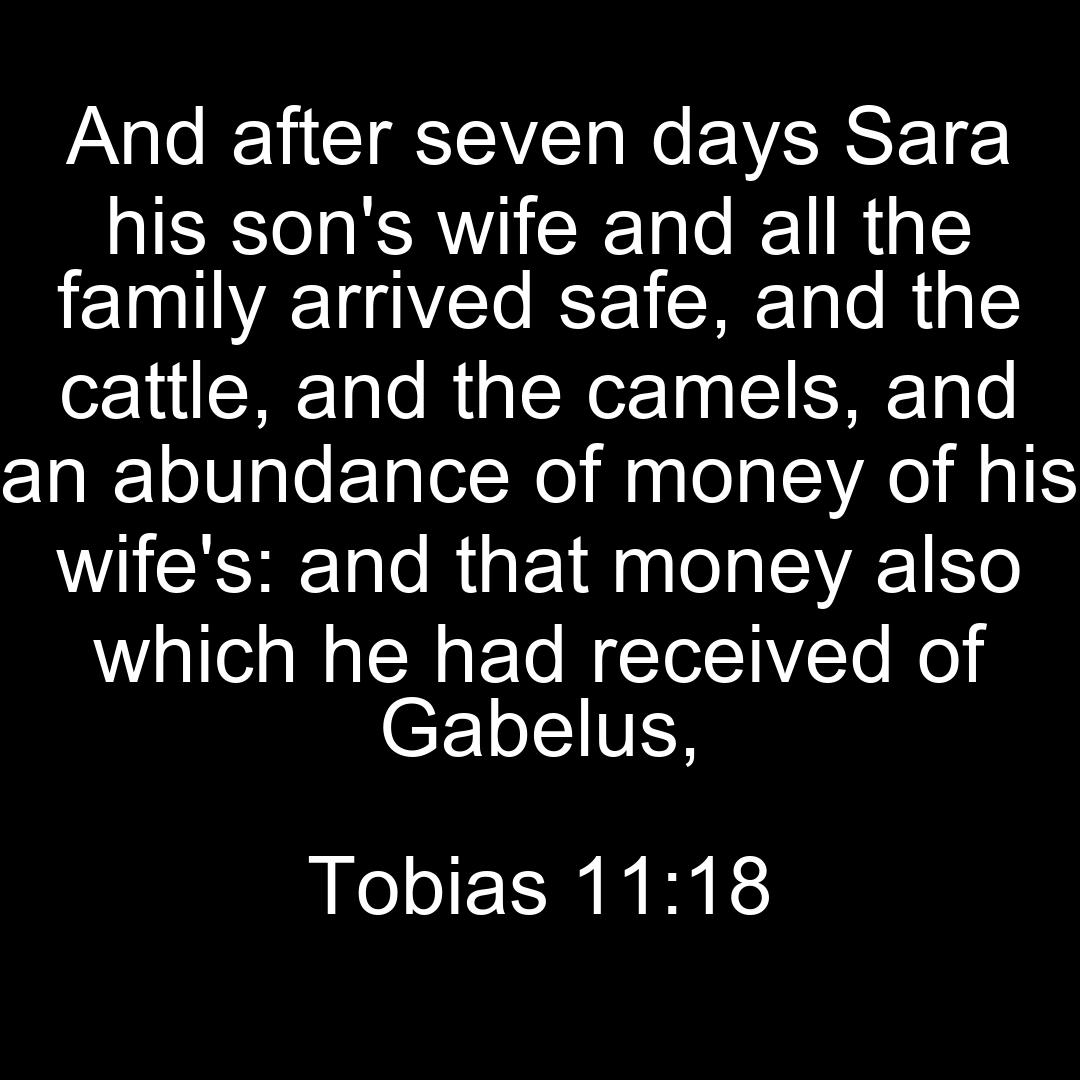 And after seven days Sara
his son's wife and all the
family arrived safe, and the
cattle, and the camels, and
an abundance of money of his
wife's: and that money also
which he had received of
Gabelus,
Tobias 11:18